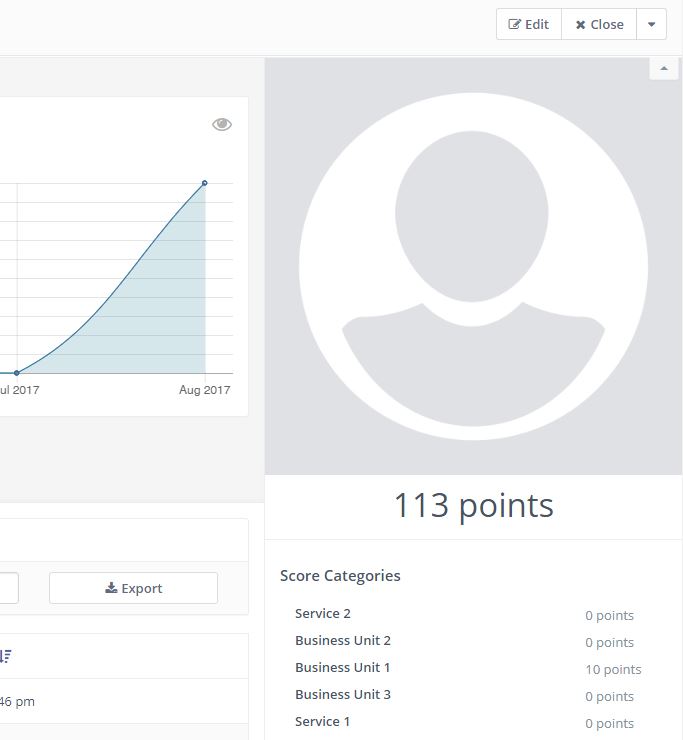 Edit
Close
ul 2017
Aug 2017
113 points
Score Categories
Export
Service 2
0 points
Business Unit 2
0 points
Business Unit 1
10 points
Business Unit 3
0 points
46 pm
Service 1
0 points